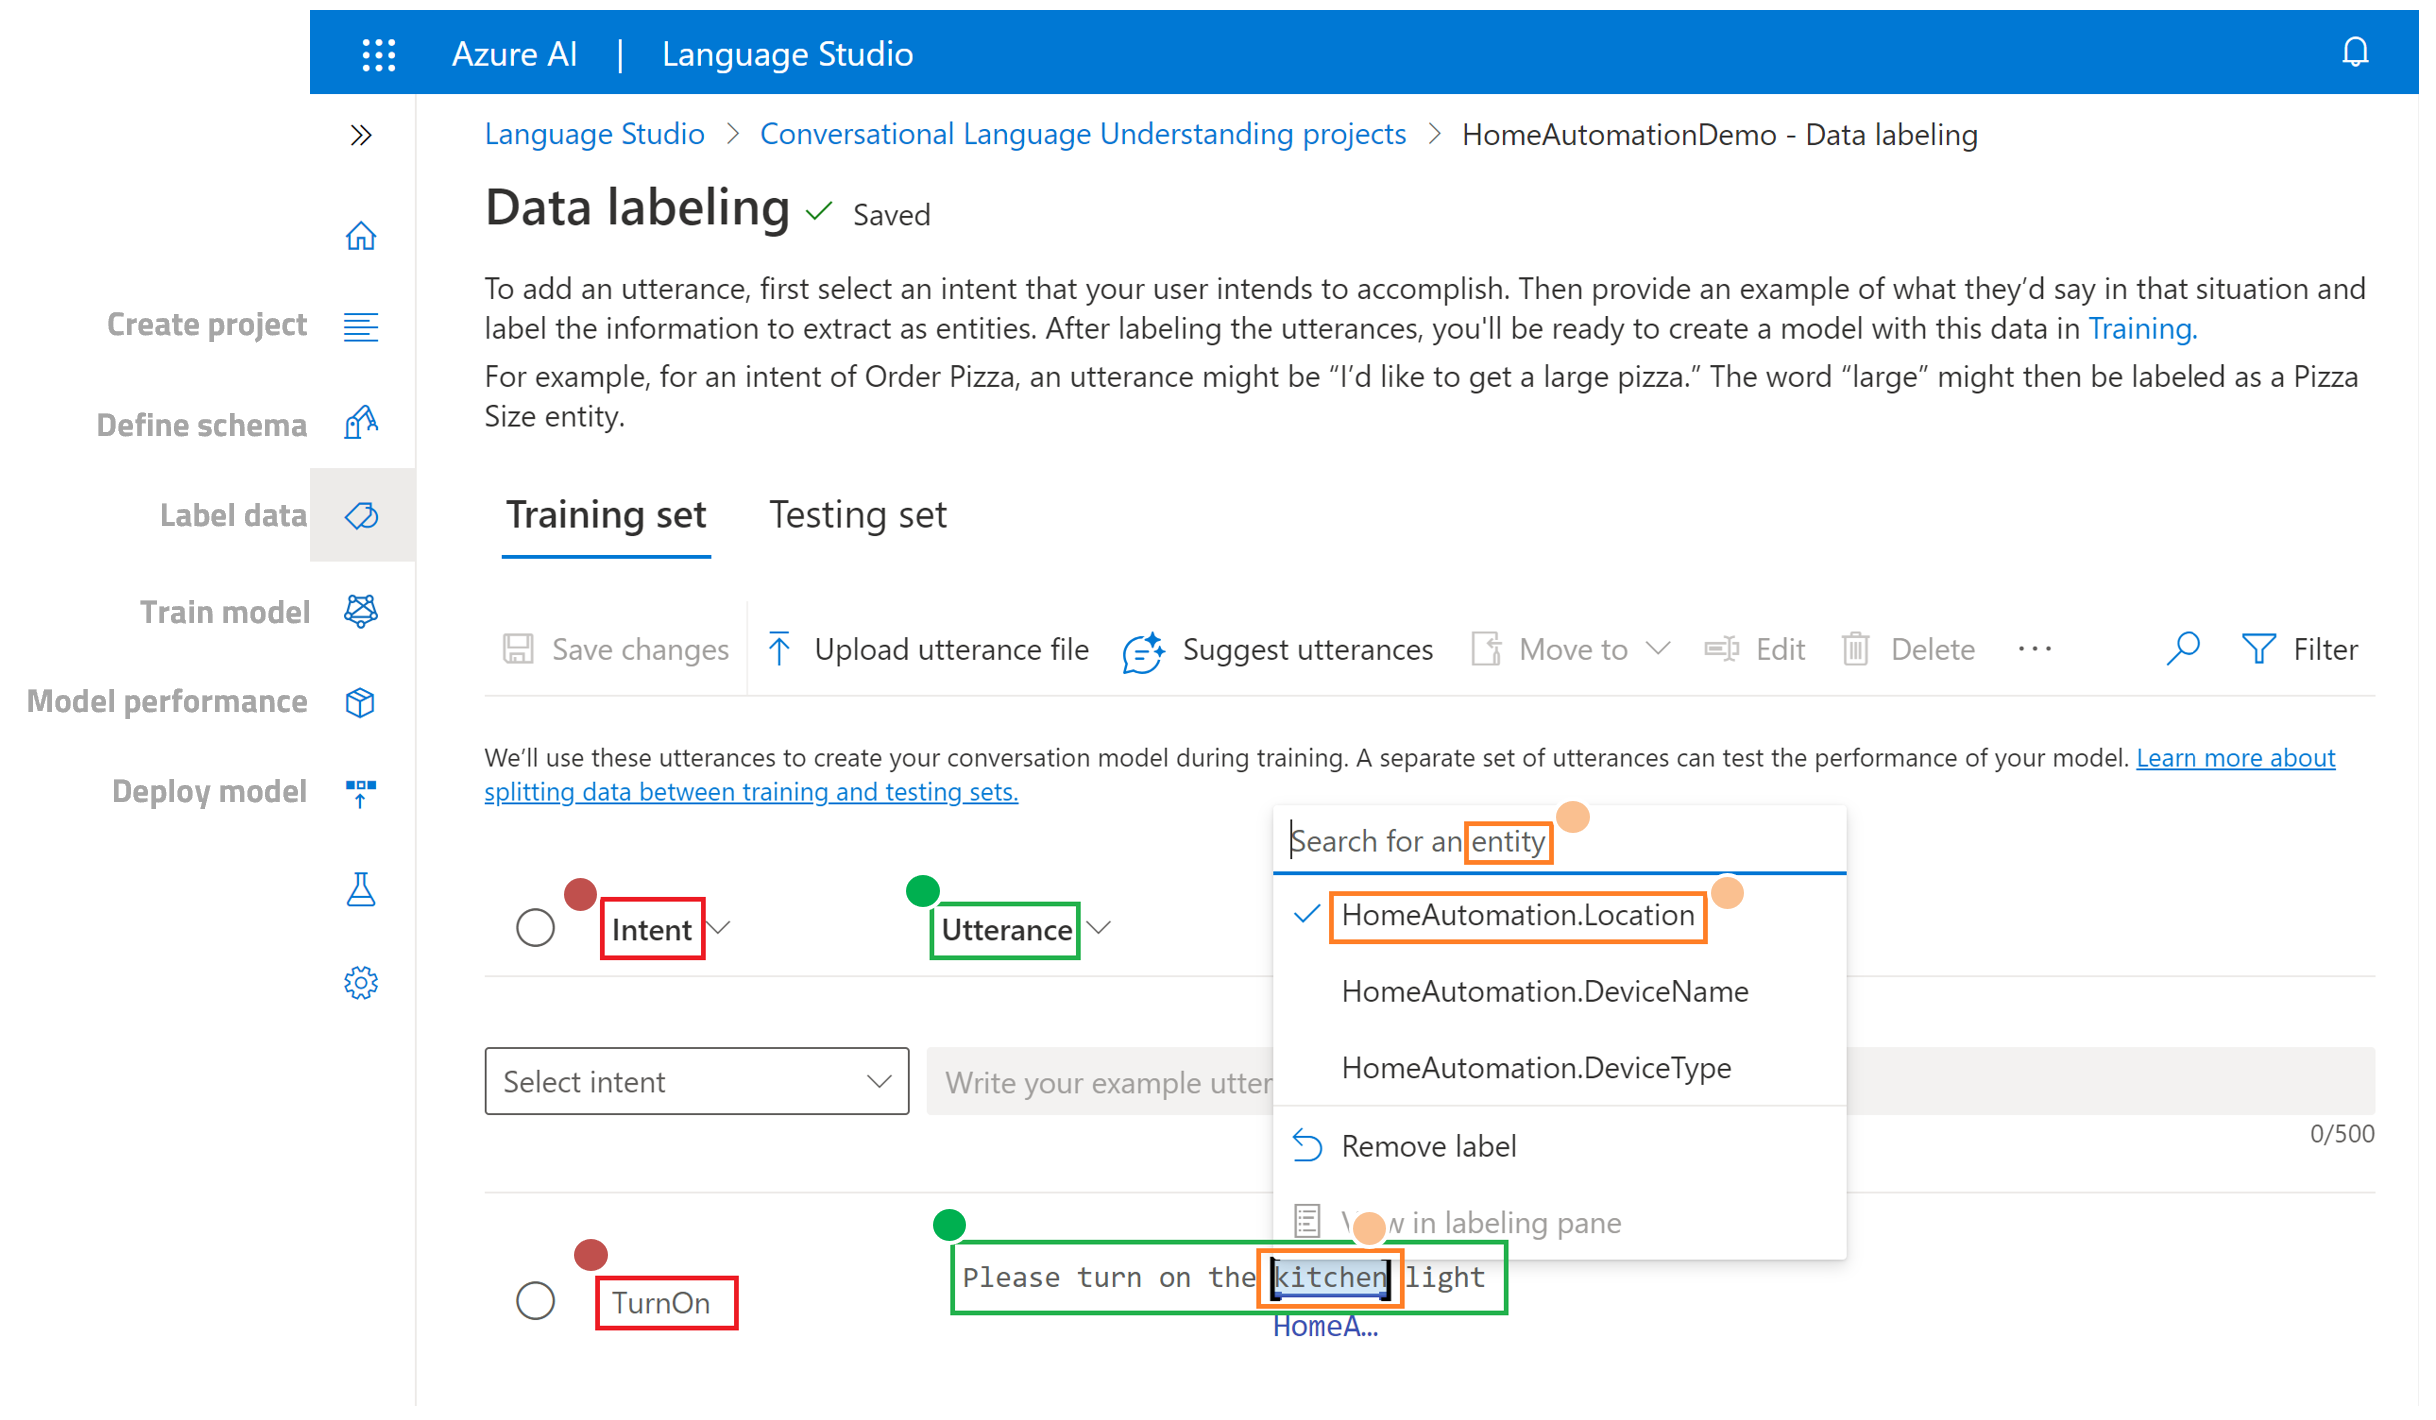 Azure AI | Language Studio
Language Studio > Conversational Language Understanding projects > HomeAutomationDemo - Data labeling
Data labeling Saved
To add an utterance, first select an intent that your user intends to accomplish. Then provide an example of what they’d say in that situation and
label the information to extract as entities. After labeling the utterances, you'll be ready to create a model with this data in Training.
For example, for an intent of Order Pizza, an utterance might be “I’d like to get a large pizza.” The word “large” might then be labeled as a Pizza
Size entity.
Create project
Define schema
Label data
Train model
Model performance
Deploy model
Training set Testing set
Save changes Upload utterance file Suggest utterances Move to Edit Delete ... Filter
We’ll use these utterances to create your conversation model during training. A separate set of utterances can test the performance of your model. Learn more about
splitting data between training and testing sets.
Intent Utterance
Search for an entity
HomeAutomation.Location
HomeAutomation.DeviceName
HomeAutomation.DeviceType
Remove label
in labeling pane
Select intent Write your example utter
0/500
TurnOn Please turn on the [kitchen] light
HomeA...